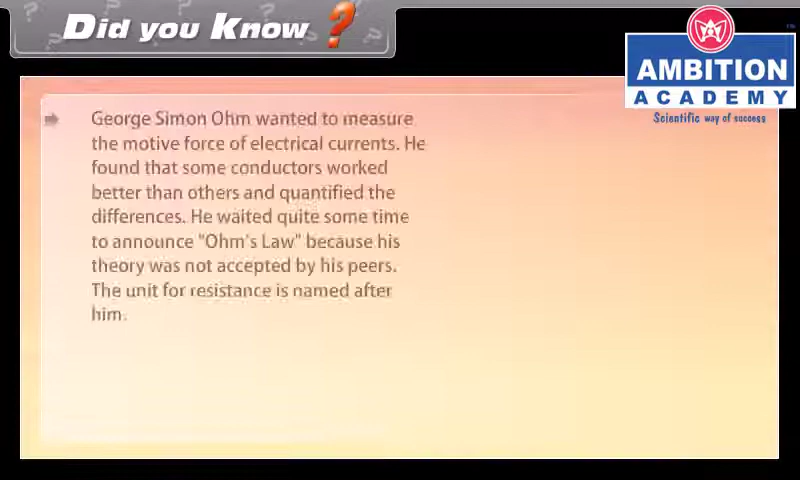 Did you Know ?
AMBITION
ACADEMY
Scientific way of success
George Simon Ohm wanted to measure
the motive force of electrical currents. He
found that some conductors worked
better than others and quantified the
differences. He waited quite some time
to announce "Ohm's Law" because his
theory was not accepted by his peers.
The unit for resistance is named after
him.